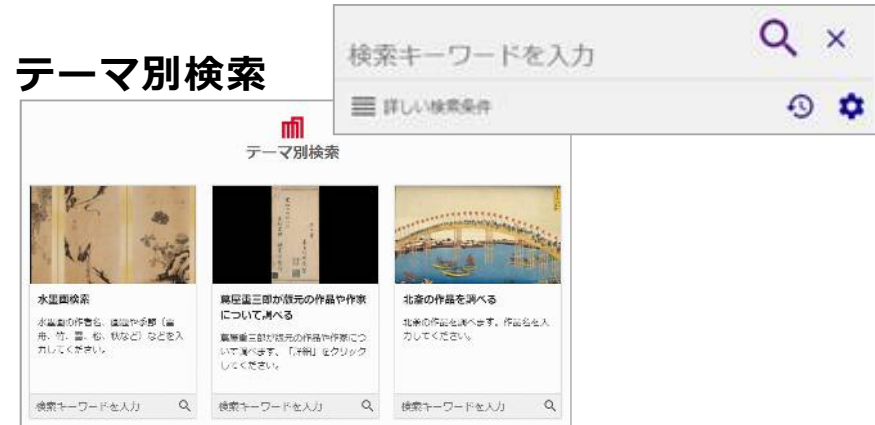 テーマ別検索
検索キーワードを入力
詳しい検索条件
テーマ別検索
水墨画検索
水墨画の作者名、画題や季節（雪
舟、竹、雪、松、秋など）などを入
力してください。
検索キーワードを入力
蔦屋重三郎が版元の作品や作家
について調べる
蔦屋重三郎が版元の作品や作家につ
いて調べます。「詳細」をクリック
してください。
検索キーワードを入力
北斎の作品を調べる
北斎の作品を調べます。作品名を入
力してください。
検索キーワードを入力